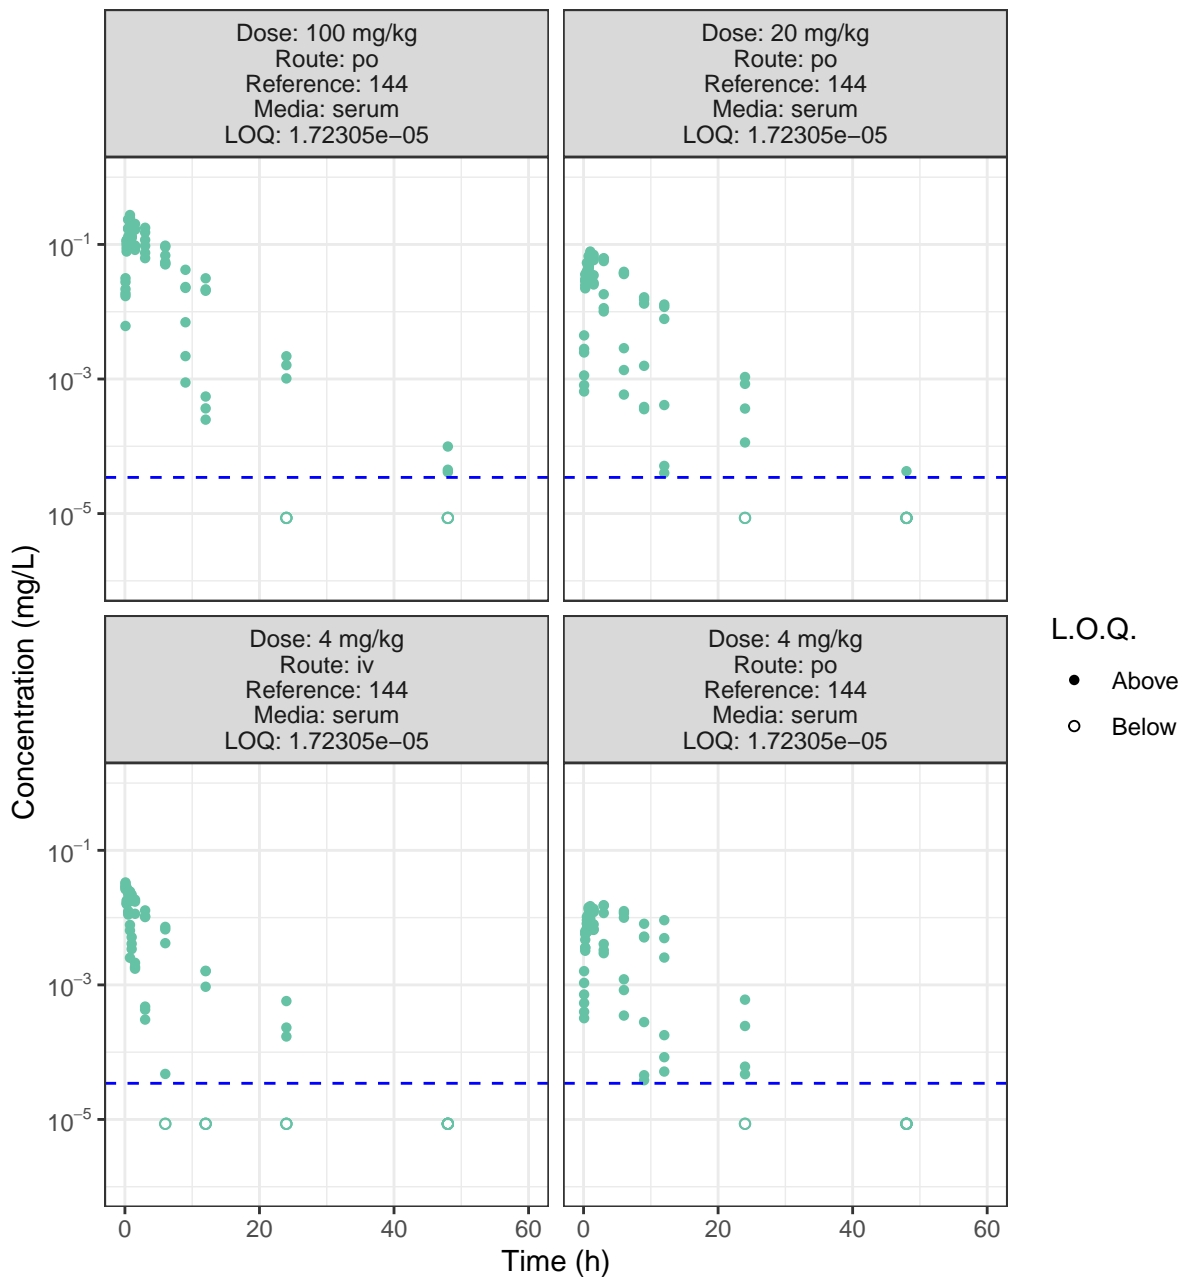 Dose: 100 mg/kg
Route: po
Reference: 144
Media: serum
LOQ: 1.72305e−05
Dose: 20 mg/kg
Route: po
Reference: 144
Media: serum
LOQ: 1.72305e−05
10−1
10−3
10−5
Dose: 4 mg/kg
Route: iv
Reference: 144
Media: serum
LOQ: 1.72305e−05
Dose: 4 mg/kg
Route: po
Reference: 144
Media: serum
LOQ: 1.72305e−05
10−1
10−3
10−5
0 20 40 60
0 20 40 60
Time (h)
Concentration (mg/L)
L.O.Q.
Above
Below